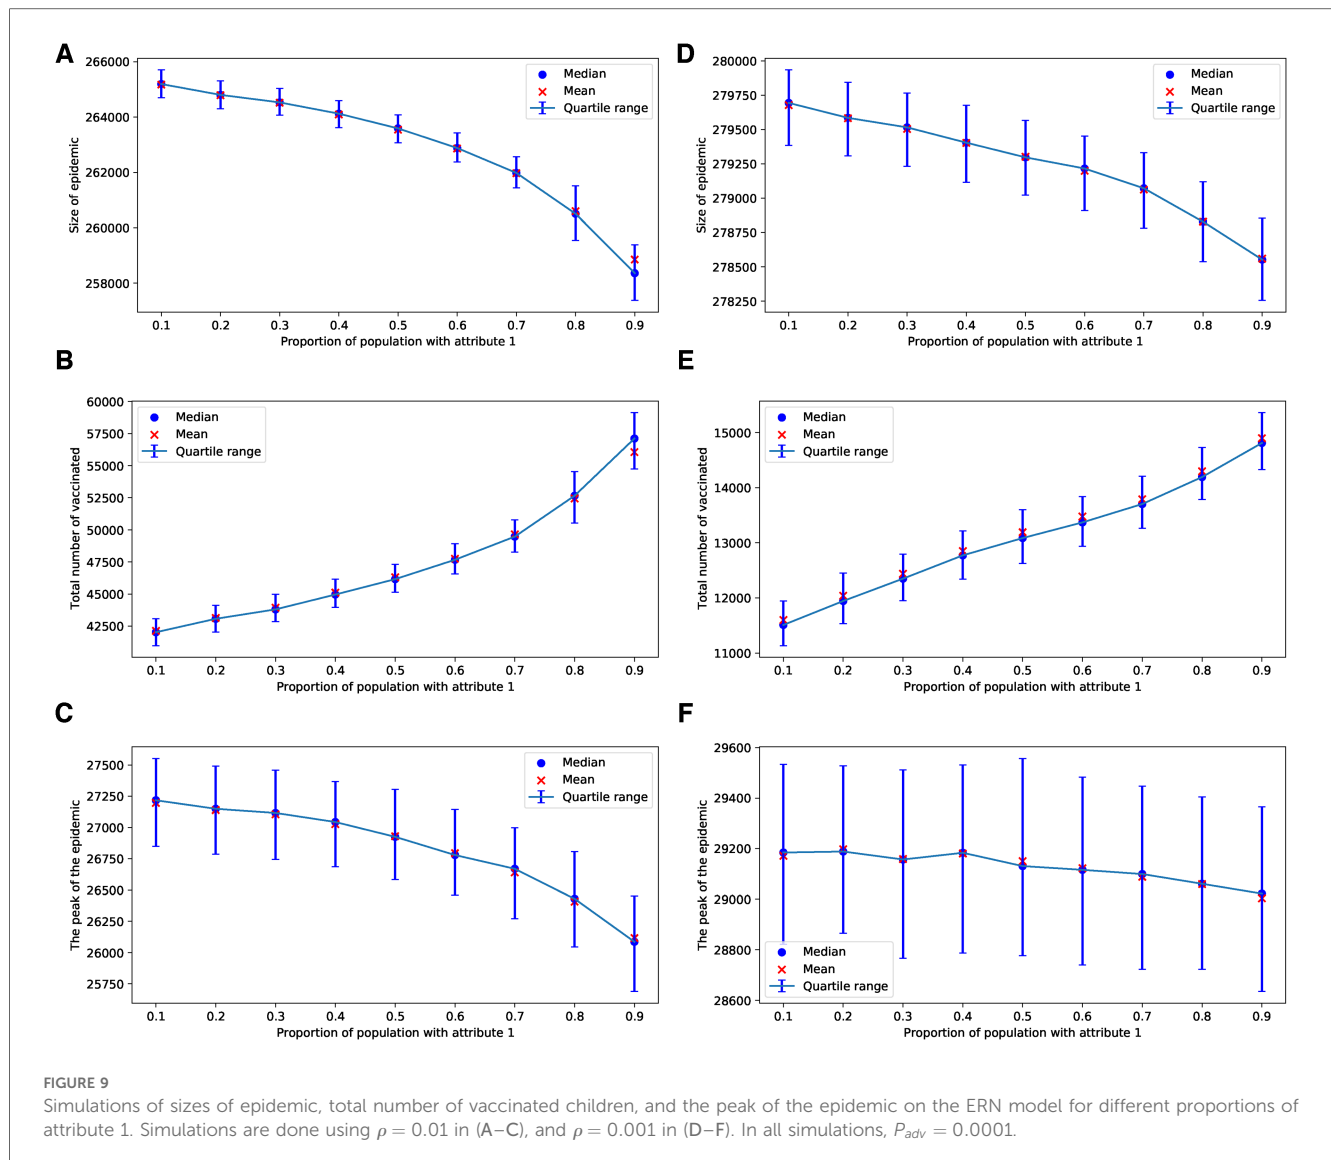 A
266000
264000
262000
260000
258000
Size of epidemic
Median
Mean
Quartile range
0.1 0.2 0.3 0.4 0.5 0.6 0.7 0.8 0.9
Proportion of population with attribute 1
D
280000
279750
279500
279250
279000
278750
278500
278250
Size of epidemic
Median
Mean
Quartile range
0.1 0.2 0.3 0.4 0.5 0.6 0.7 0.8 0.9
Proportion of population with attribute 1
B
60000
57500
55000
52500
50000
47500
45000
42500
Total number of vaccinated
Median
Mean
Quartile range
0.1 0.2 0.3 0.4 0.5 0.6 0.7 0.8 0.9
Proportion of population with attribute 1
E
15000
14000
13000
12000
11000
Total number of vaccinated
Median
Mean
Quartile range
0.1 0.2 0.3 0.4 0.5 0.6 0.7 0.8 0.9
Proportion of population with attribute 1
C
27500
27250
27000
26750
26500
26250
26000
25750
The peak of the epidemic
Median
Mean
Quartile range
0.1 0.2 0.3 0.4 0.5 0.6 0.7 0.8 0.9
Proportion of population with attribute 1
F
29600
29400
29200
29000
28800
28600
The peak of the epidemic
Median
Mean
Quartile range
0.1 0.2 0.3 0.4 0.5 0.6 0.7 0.8 0.9
Proportion of population with attribute 1
FIGURE 9
Simulations of sizes of epidemic, total number of vaccinated children, and the peak of the epidemic on the ERN model for different proportions of
attribute 1. Simulations are done using ρ = 0.01 in (A–C), and ρ = 0.001 in (D–F). In all simulations, P_adv = 0.0001.